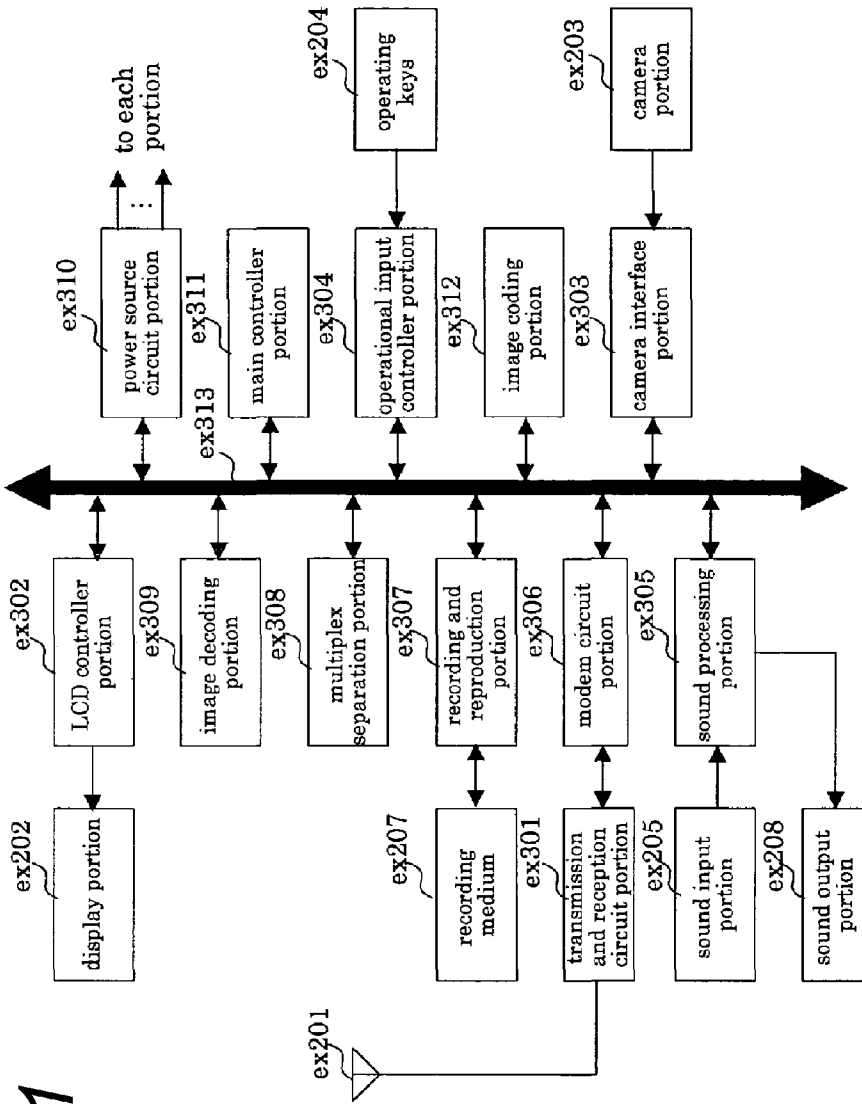 ex202
display portion
ex302
LCD controller
portion
ex310
power source
circuit portion
to each
portion
...
ex309
image decoding
portion
ex313
ex311
main controller
portion
ex308
multiplex
separation portion
ex304
operational input
controller portion
ex204
operating
keys
ex207
recording
medium
ex307
recording and
reproduction
portion
ex312
image coding
portion
ex201
ex301
transmission
and reception
circuit portion
ex306
modem circuit
portion
ex303
camera interface
portion
ex203
camera
portion
ex205
sound input
portion
ex305
sound processing
portion
ex208
sound output
portion